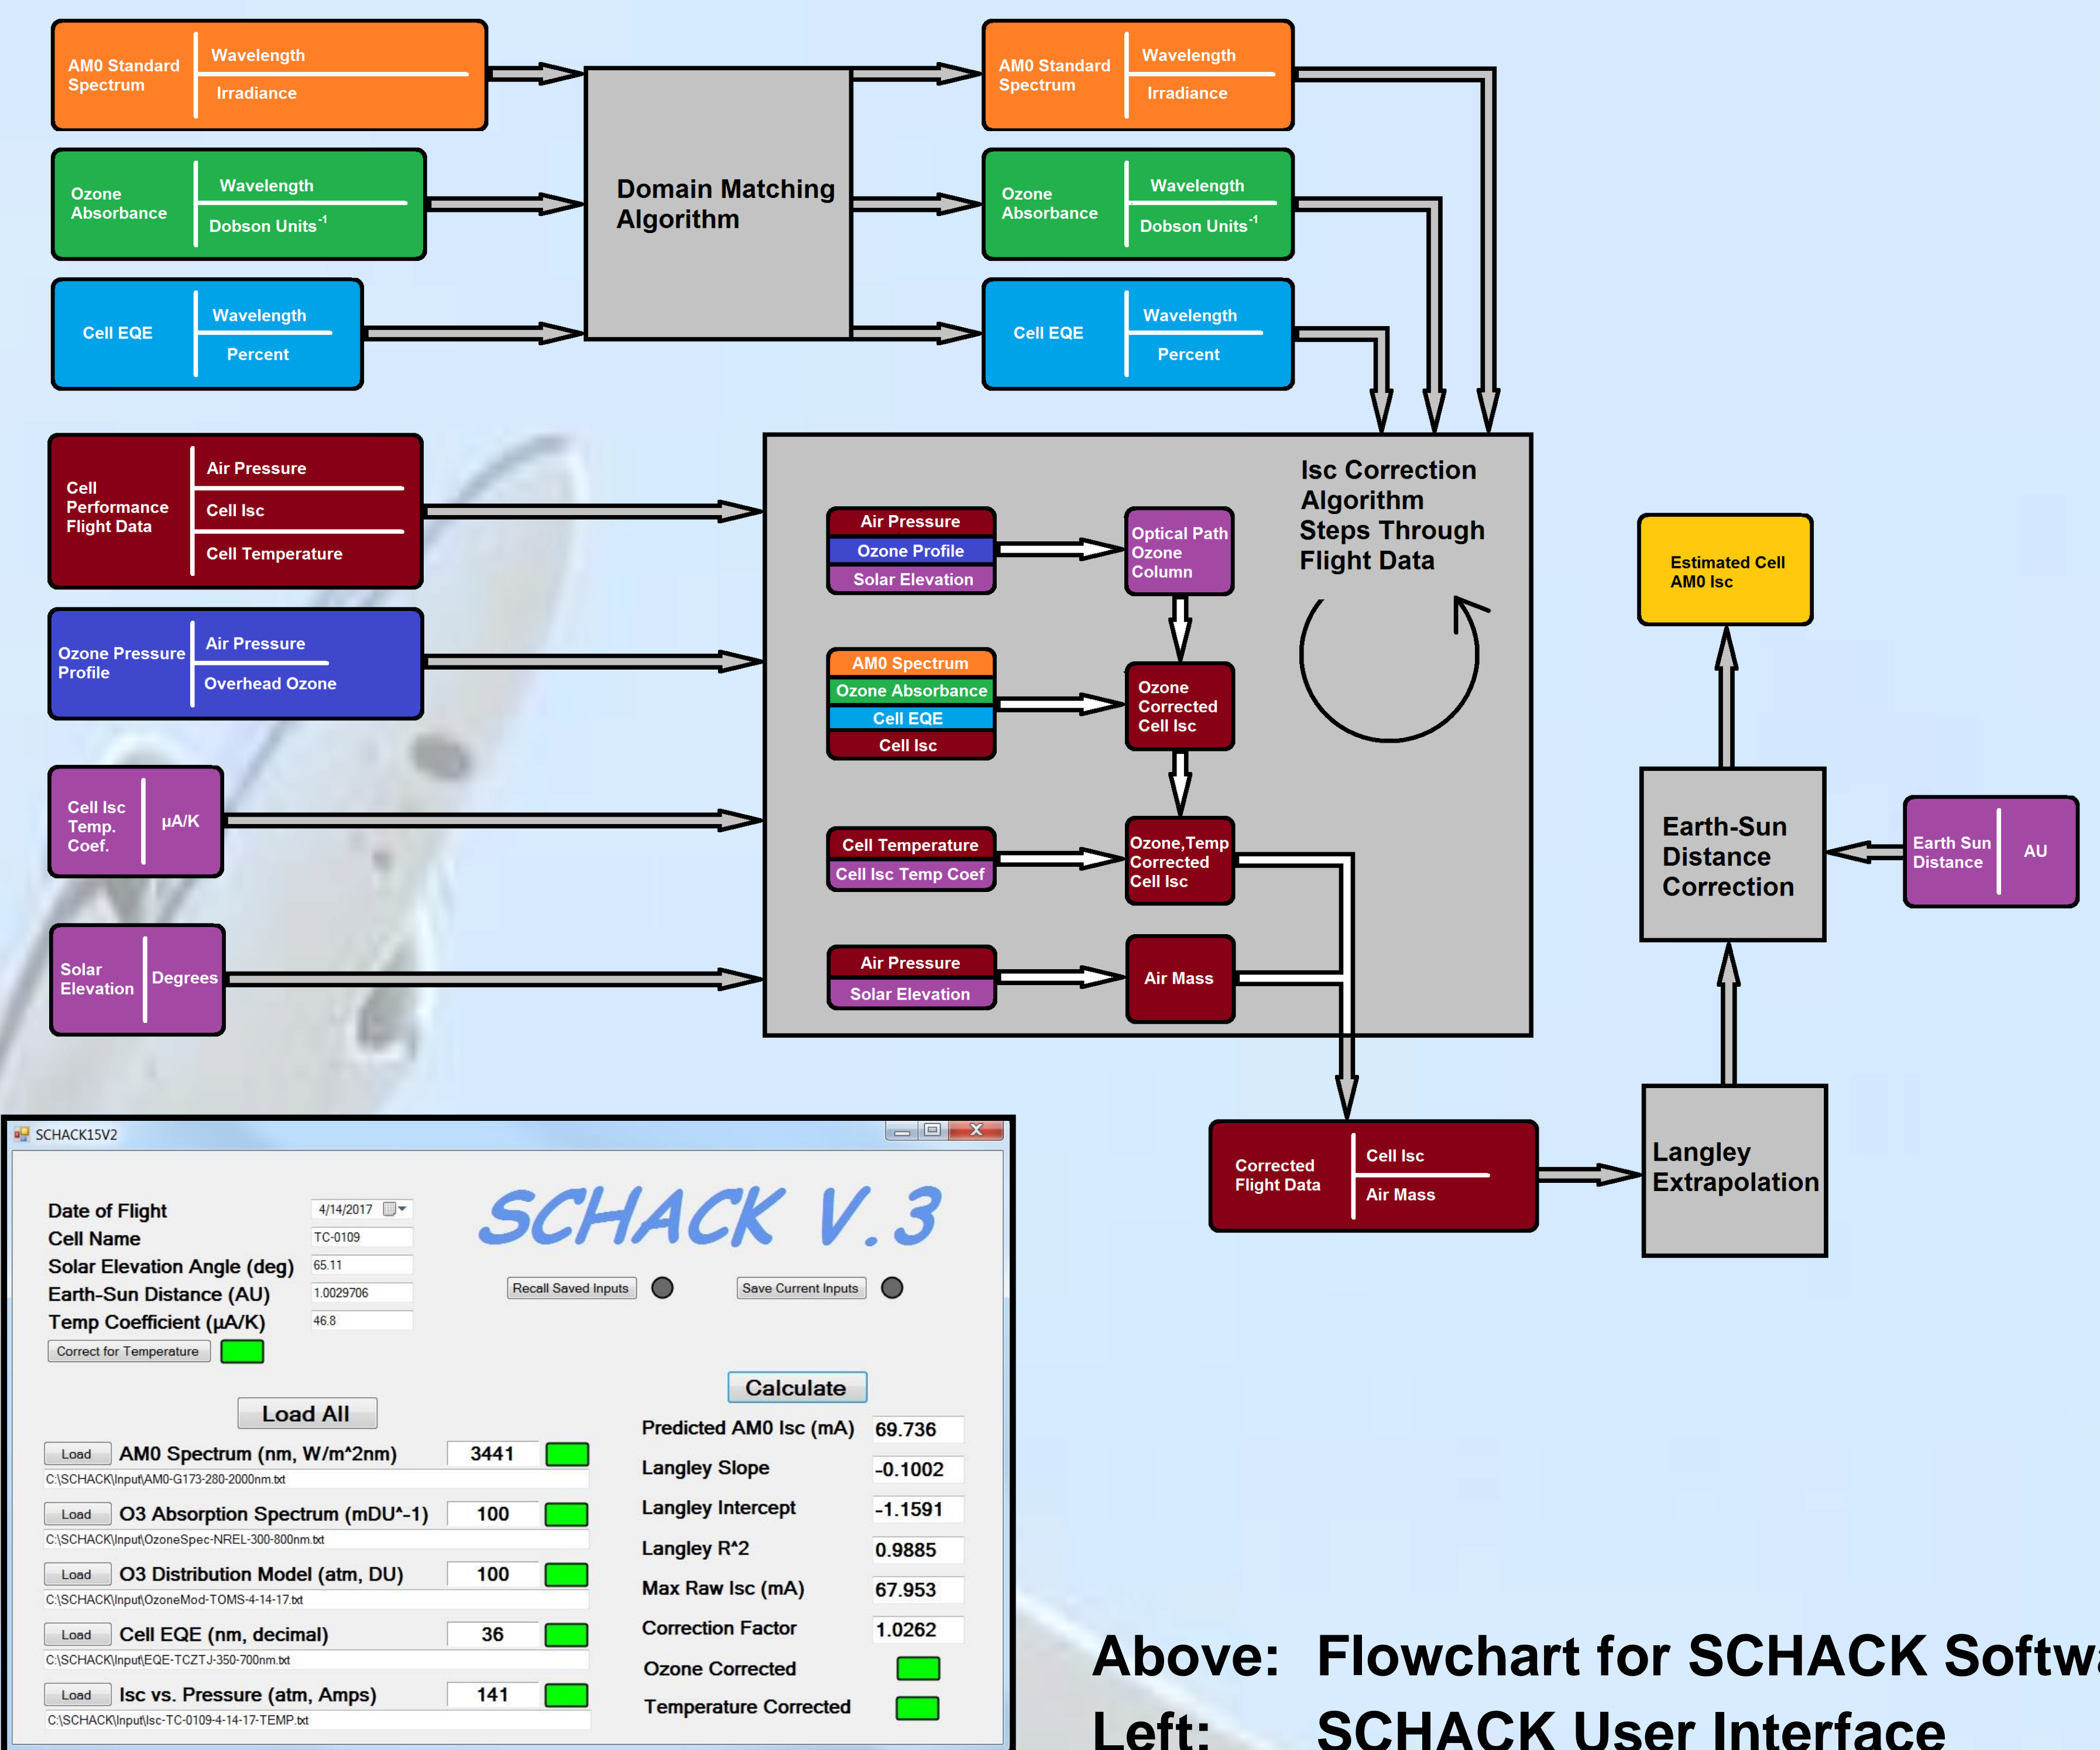 AM0 Standard
Spectrum
Wavelength
Irradiance
AM0 Standard
Spectrum
Wavelength
Irradiance
Domain Matching
Algorithm
Ozone
Absorbance
Wavelength
Dobson Units-1
Ozone
Absorbance
Wavelength
Dobson Units-1
Cell EQE
Wavelength
Percent
Cell EQE
Wavelength
Percent
Cell
Performance
Flight Data
Air Pressure
Cell Isc
Cell Temperature
Ozone Pressure
Profile
Air Pressure
Overhead Ozone
Cell Isc
Temp.
Coef.
µA/K
Solar
Elevation
Degrees
Isc Correction
Algorithm
Steps Through
Flight Data
Air Pressure
Ozone Profile
Solar Elevation
Optical Path
Ozone
Column
AM0 Spectrum
Ozone Absorbance
Cell EQE
Cell Isc
Ozone
Corrected
Cell Isc
Cell Temperature
Cell Isc Temp Coef
Ozone,Temp
Corrected
Cell Isc
Air Pressure
Solar Elevation
Air Mass
Estimated Cell
AM0 Isc
Earth-Sun
Distance
Correction
Earth Sun
Distance
AU
Corrected
Flight Data
Cell Isc
Air Mass
Langley
Extrapolation
SCHACK15V2
SCHACK V.3
Date of Flight 4/14/2017
Cell Name TC-0109
Solar Elevation Angle (deg) 65.11
Earth-Sun Distance (AU) 1.0029706
Temp Coefficient (µA/K) 46.8
Correct for Temperature
Recall Saved Inputs
Save Current Inputs
Load All
Load AM0 Spectrum (nm, W/m^2nm) 3441
C:\SCHACK\Input\AM0-G173-280-2000nm.txt
Load O3 Absorption Spectrum (mDU^-1) 100
C:\SCHACK\Input\OzoneSpec-NREL-300-800nm.txt
Load O3 Distribution Model (atm, DU) 100
C:\SCHACK\Input\OzoneMod-TOMS-4-14-17.txt
Load Cell EQE (nm, decimal) 36
C:\SCHACK\Input\EQE-TCZTJ-350-700nm.txt
Load Isc vs. Pressure (atm, Amps) 141
C:\SCHACK\Input\Isc-TC-0109-4-14-17-TEMP.txt
Calculate
Predicted AM0 Isc (mA) 69.736
Langley Slope -0.1002
Langley Intercept -1.1591
Langley R^2 0.9885
Max Raw Isc (mA) 67.953
Correction Factor 1.0262
Ozone Corrected
Temperature Corrected
Above: Flowchart for SCHACK Softwa
Left: SCHACK User Interface